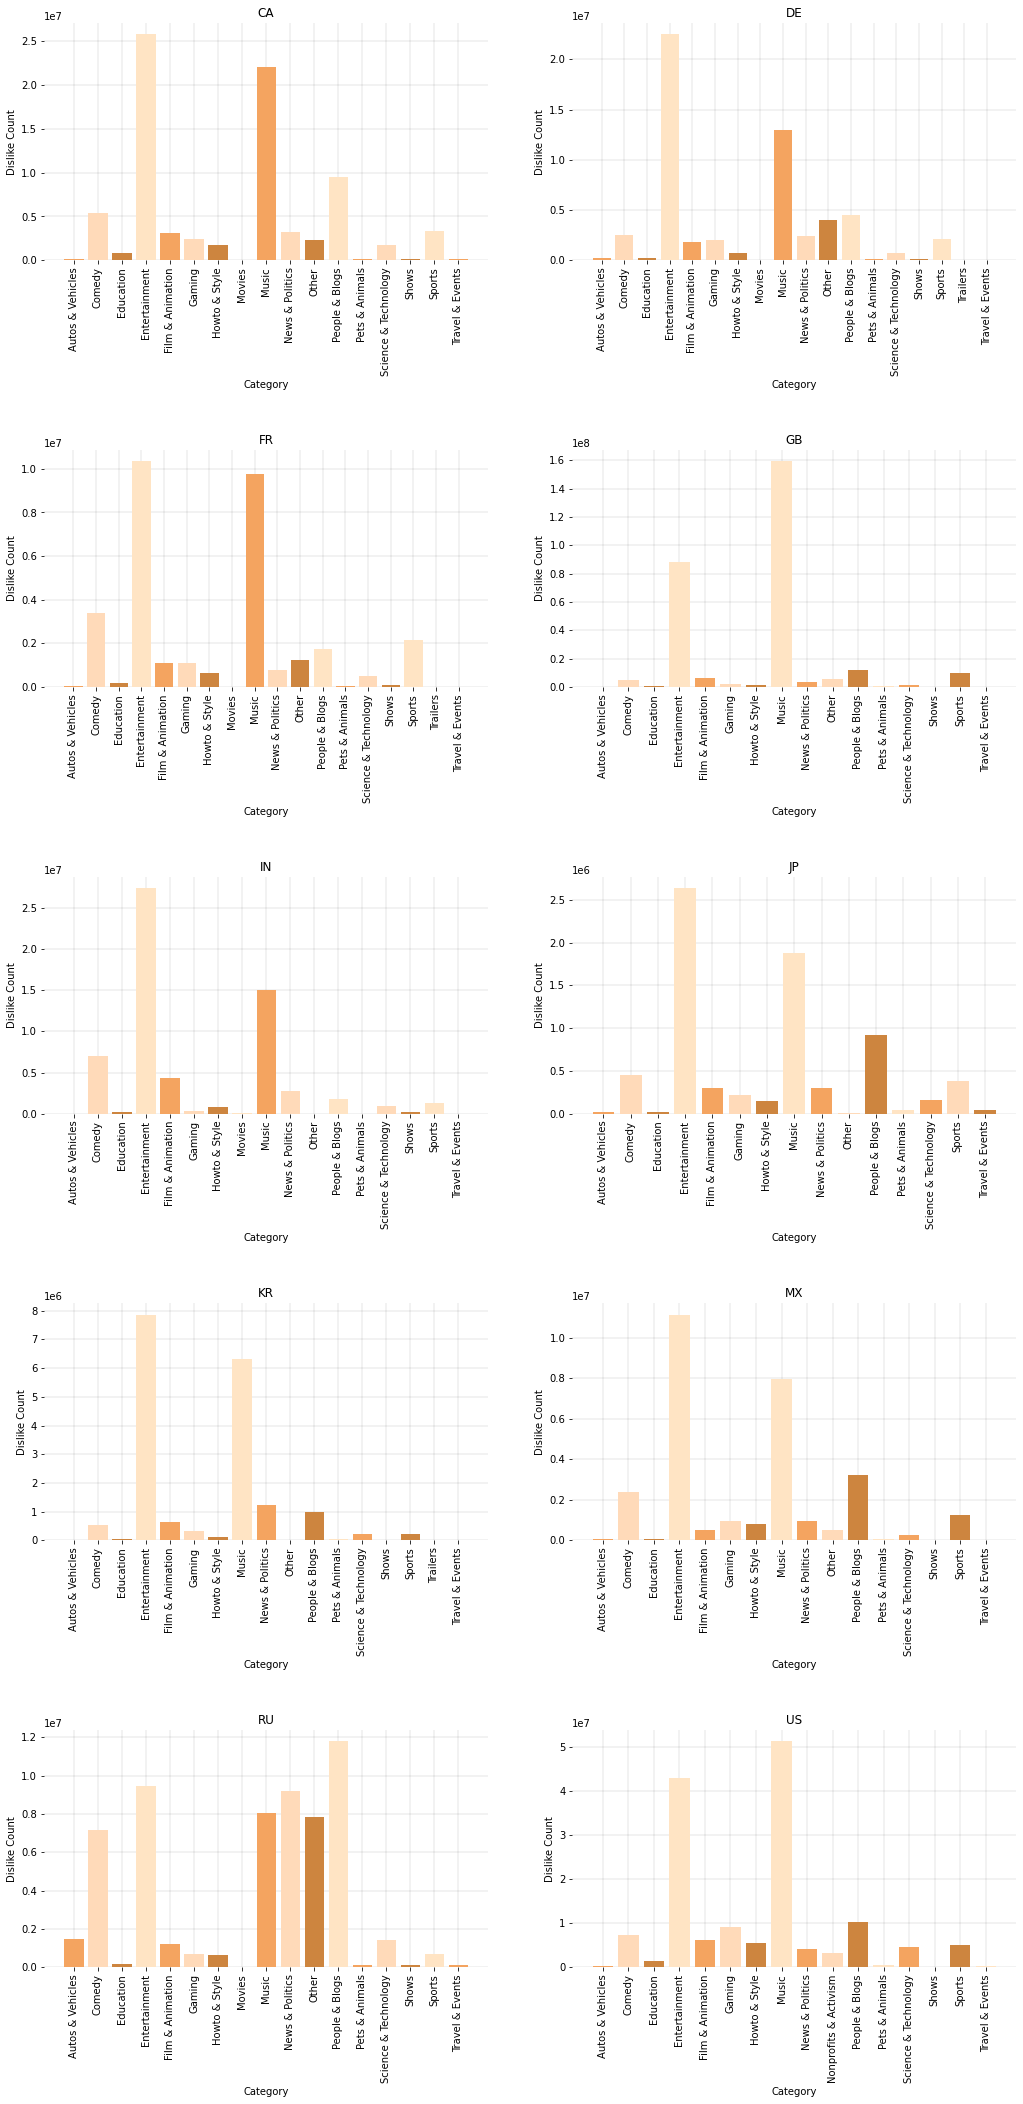 CA
1e7
2.5
2.0
1.5
1.0
0.5
0.0
Dislike Count
Autos & Vehicles
Comedy
Education
Entertainment
Film & Animation
Gaming
Howto & Style
Movies
Music
News & Politics
Other
People & Blogs
Pets & Animals
Science & Technology
Shows
Sports
Travel & Events
Category
DE
1e7
2.0
1.5
1.0
0.5
0.0
Dislike Count
Autos & Vehicles
Comedy
Education
Entertainment
Film & Animation
Gaming
Howto & Style
Movies
Music
News & Politics
Other
People & Blogs
Pets & Animals
Science & Technology
Shows
Sports
Trailers
Travel & Events
Category
FR
1e7
1.0
0.8
0.6
0.4
0.2
0.0
Dislike Count
Autos & Vehicles
Comedy
Education
Entertainment
Film & Animation
Gaming
Howto & Style
Movies
Music
News & Politics
Other
People & Blogs
Pets & Animals
Science & Technology
Shows
Sports
Trailers
Travel & Events
Category
GB
1e8
1.6
1.4
1.2
1.0
0.8
0.6
0.4
0.2
0.0
Dislike Count
Autos & Vehicles
Comedy
Education
Entertainment
Film & Animation
Gaming
Howto & Style
Music
News & Politics
Other
People & Blogs
Pets & Animals
Science & Technology
Shows
Sports
Travel & Events
Category
IN
1e7
2.5
2.0
1.5
1.0
0.5
0.0
Dislike Count
Autos & Vehicles
Comedy
Education
Entertainment
Film & Animation
Gaming
Howto & Style
Movies
Music
News & Politics
Other
People & Blogs
Pets & Animals
Science & Technology
Shows
Sports
Travel & Events
Category
JP
1e6
2.5
2.0
1.5
1.0
0.5
0.0
Dislike Count
Autos & Vehicles
Comedy
Education
Entertainment
Film & Animation
Gaming
Howto & Style
Music
News & Politics
Other
People & Blogs
Pets & Animals
Science & Technology
Sports
Travel & Events
Category
KR
1e6
8
7
6
5
4
3
2
1
0
Dislike Count
Autos & Vehicles
Comedy
Education
Entertainment
Film & Animation
Gaming
Howto & Style
Music
News & Politics
Other
People & Blogs
Pets & Animals
Science & Technology
Shows
Sports
Trailers
Travel & Events
Category
MX
1e7
1.0
0.8
0.6
0.4
0.2
0.0
Dislike Count
Autos & Vehicles
Comedy
Education
Entertainment
Film & Animation
Gaming
Howto & Style
Music
News & Politics
Other
People & Blogs
Pets & Animals
Science & Technology
Shows
Sports
Travel & Events
Category
RU
1e7
1.2
1.0
0.8
0.6
0.4
0.2
0.0
Dislike Count
Autos & Vehicles
Comedy
Education
Entertainment
Film & Animation
Gaming
Howto & Style
Movies
Music
News & Politics
Other
People & Blogs
Pets & Animals
Science & Technology
Shows
Sports
Travel & Events
Category
US
1e7
5
4
3
2
1
0
Dislike Count
Autos & Vehicles
Comedy
Education
Entertainment
Film & Animation
Gaming
Howto & Style
Music
News & Politics
Nonprofits & Activism
People & Blogs
Pets & Animals
Science & Technology
Shows
Sports
Travel & Events
Category